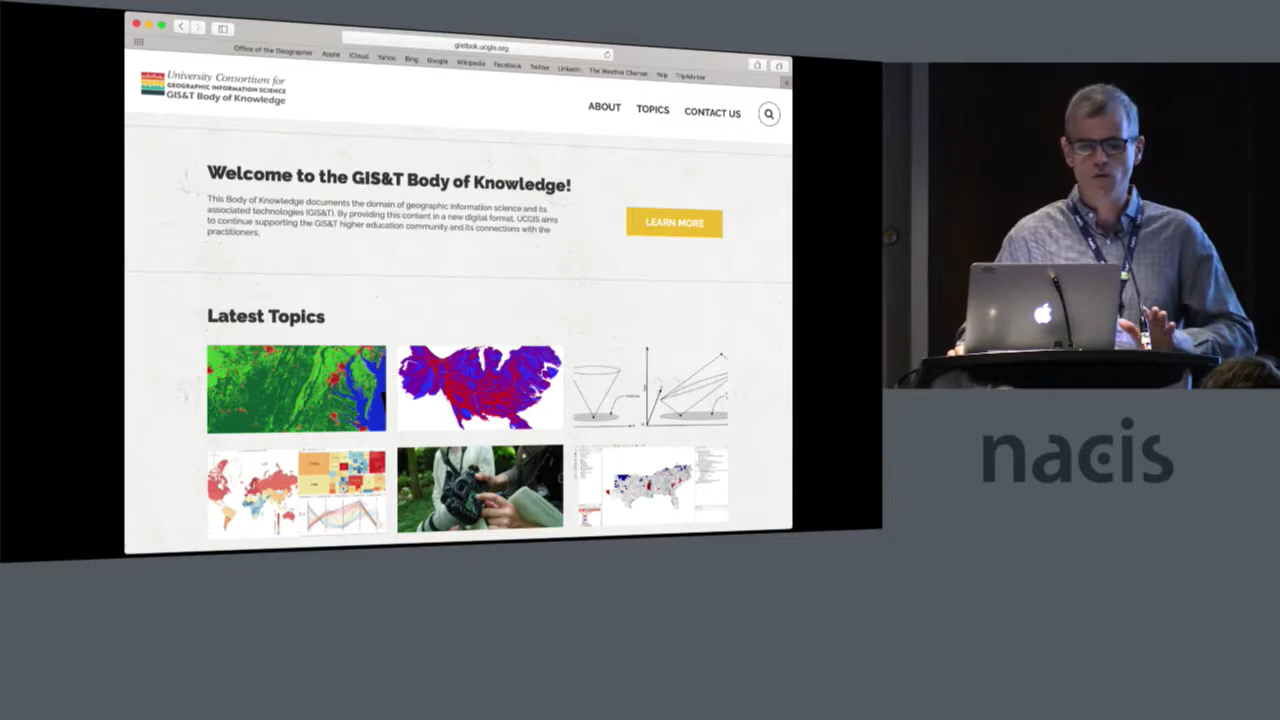 gistbok.ucgis.org
Office of the Geographer Apple iCloud Yahoo Bing Google Wikipedia Facebook Twitter LinkedIn The Weather Channel Yelp TripAdvisor
University Consortium for
GEOGRAPHIC INFORMATION SCIENCE
GIS&T Body of Knowledge
ABOUT TOPICS CONTACT US
Welcome to the GIS&T Body of Knowledge!
This Body of Knowledge documents the domain of geographic information science and its
associated technologies (GIS&T). By providing this content in a new digital format, UCGIS aims
to continue supporting the GIS&T higher education community and its connections with the
practitioners.
LEARN MORE
Latest Topics
nacis